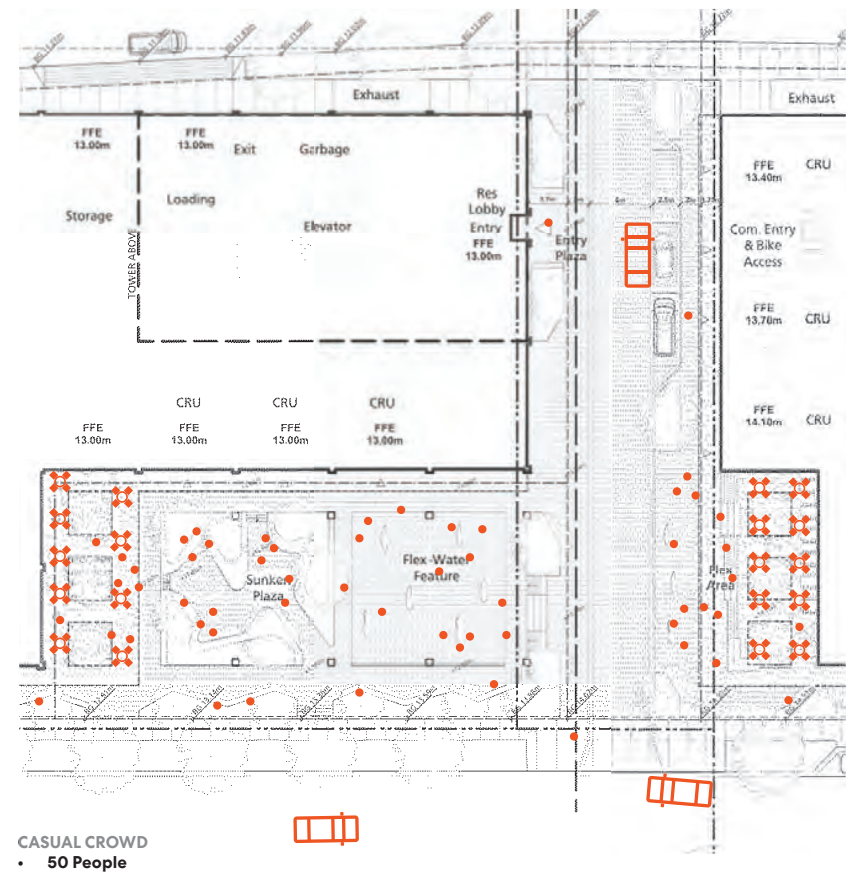 Exhaust
Exhaust
FFE
13.00m
FFE
13.00m
Exit
Garbage
FFE
13.40m
CRU
Storage
Loading
Elevator
Res
Lobby
Entry
FFE
13.00m
Entry
Plaza
Com. Entry
& Bike
Access
TOWER ABOVE
FFE
13.70m
CRU
CRU
CRU
CRU
FFE
13.00m
FFE
13.00m
FFE
13.00m
FFE
13.00m
FFE
14.10m
CRU
Sunken
Plaza
Flex-Water
Feature
Flex
Area
CASUAL CROWD
• 50 People